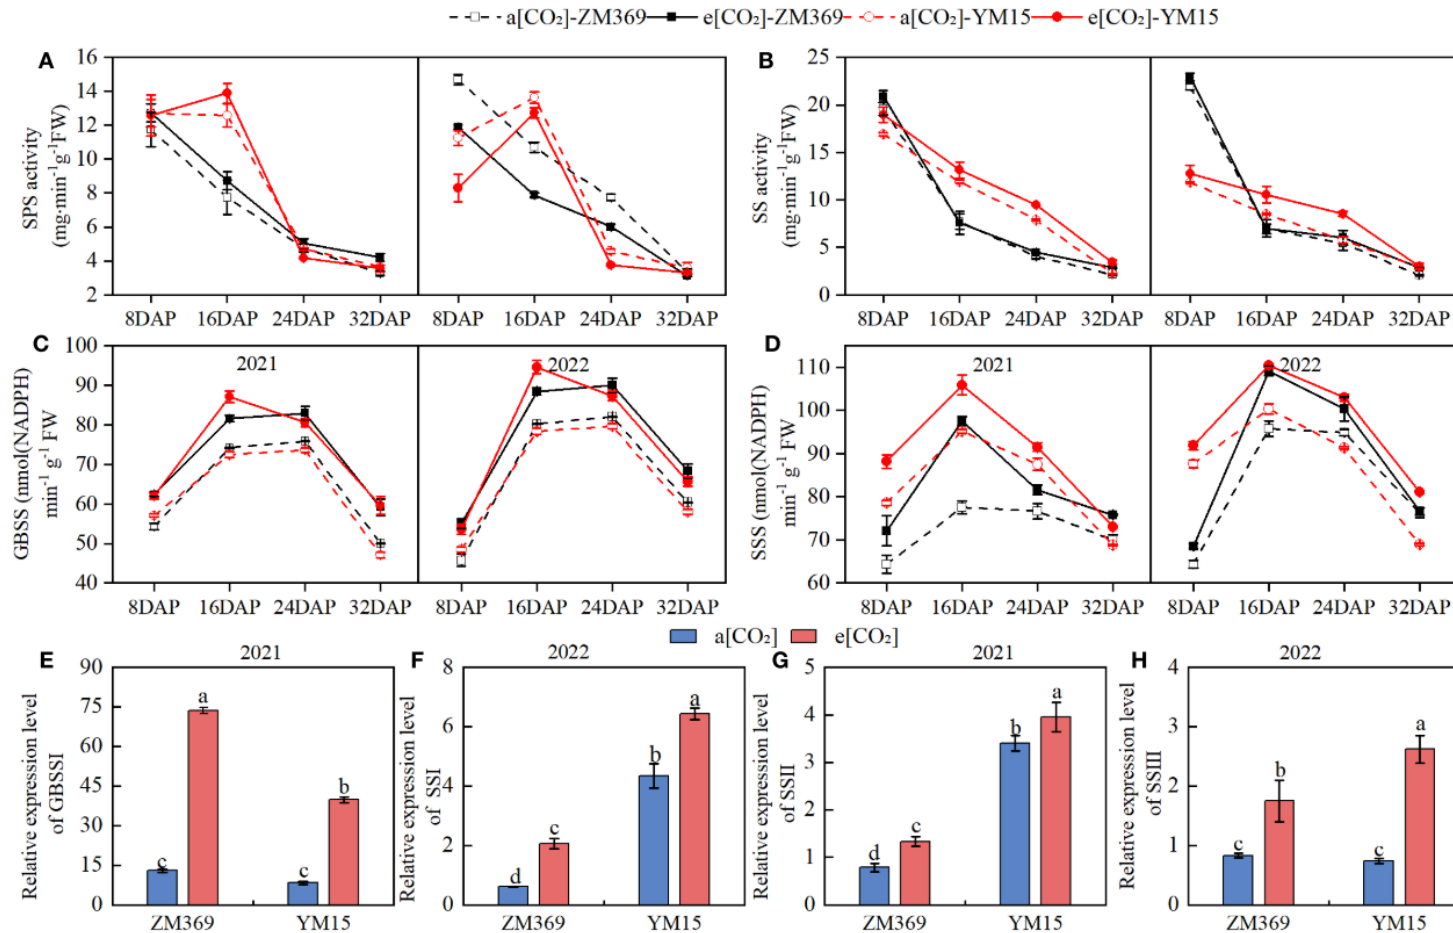 a[CO₂]-ZM369 e[CO₂]-ZM369 a[CO₂]-YM15 e[CO₂]-YM15
A
SPS activity
(mg·min⁻¹g⁻¹FW)
16
14
12
10
8
6
4
2
8DAP 16DAP 24DAP 32DAP 8DAP 16DAP 24DAP 32DAP
B
SS activity
(mg·min⁻¹g⁻¹FW)
25
20
15
10
5
0
8DAP 16DAP 24DAP 32DAP 8DAP 16DAP 24DAP 32DAP
C
2021 2022
GBSS (nmol(NADPH)
min⁻¹ g⁻¹ FW
100
90
80
70
60
50
40
8DAP 16DAP 24DAP 32DAP 8DAP 16DAP 24DAP 32DAP
D
2021 2022
SSS (nmol(NADPH)
min⁻¹ g⁻¹ FW
110
100
90
80
70
60
8DAP 16DAP 24DAP 32DAP 8DAP 16DAP 24DAP 32DAP
a[CO₂] e[CO₂]
E
2021
Relative expression level
of GBSSI
90
75
60
45
30
15
0
c a c b
ZM369 YM15
F
2022
Relative expression level
of SSI
8
6
4
2
0
d c b a
ZM369 YM15
G
2021
Relative expression level
of SSII
5
4
3
2
1
0
d c b a
ZM369 YM15
H
2022
Relative expression level
of SSIII
4
3
2
1
0
c b c a
ZM369 YM15